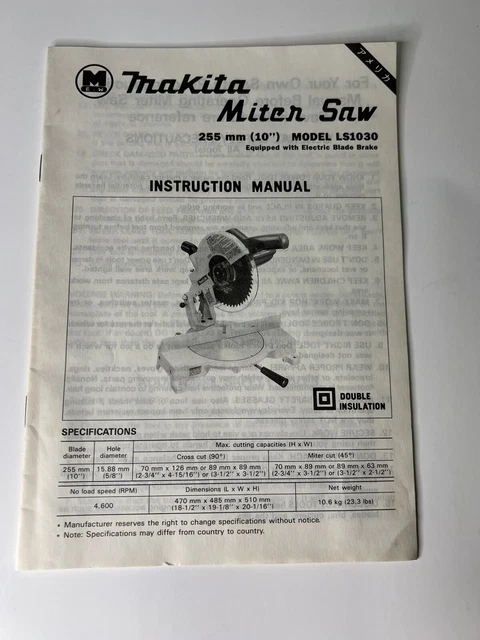 M
E.W
アメリカ
makita
Miter Saw
255 mm (10") MODEL LS1030
Equipped with Electric Blade Brake
INSTRUCTION MANUAL
DOUBLE
INSULATION
SPECIFICATIONS
Blade diameter Hole diameter Max. cutting capacities (H x W)
Cross cut (90°) Miter cut (45°)
255 mm 15.88 mm 70 mm x 126 mm or 89 mm x 89 mm 70 mm x 89 mm or 89 mm x 63 mm
(10") (5/8") (2-3/4" x 4-15/16") or (3-1/2" x 3-1/2") (2-3/4" x 3-1/2") or (3-1/2" x 2-1/2")
No load speed (RPM) Dimensions (L x W x H) Net weight
4,600 470 mm x 485 mm x 510 mm 10.6 kg (23.3 lbs)
(18-1/2" x 19-1/8" x 20-1/16")
• Manufacturer reserves the right to change specifications without notice.
• Note: Specifications may differ from country to country.